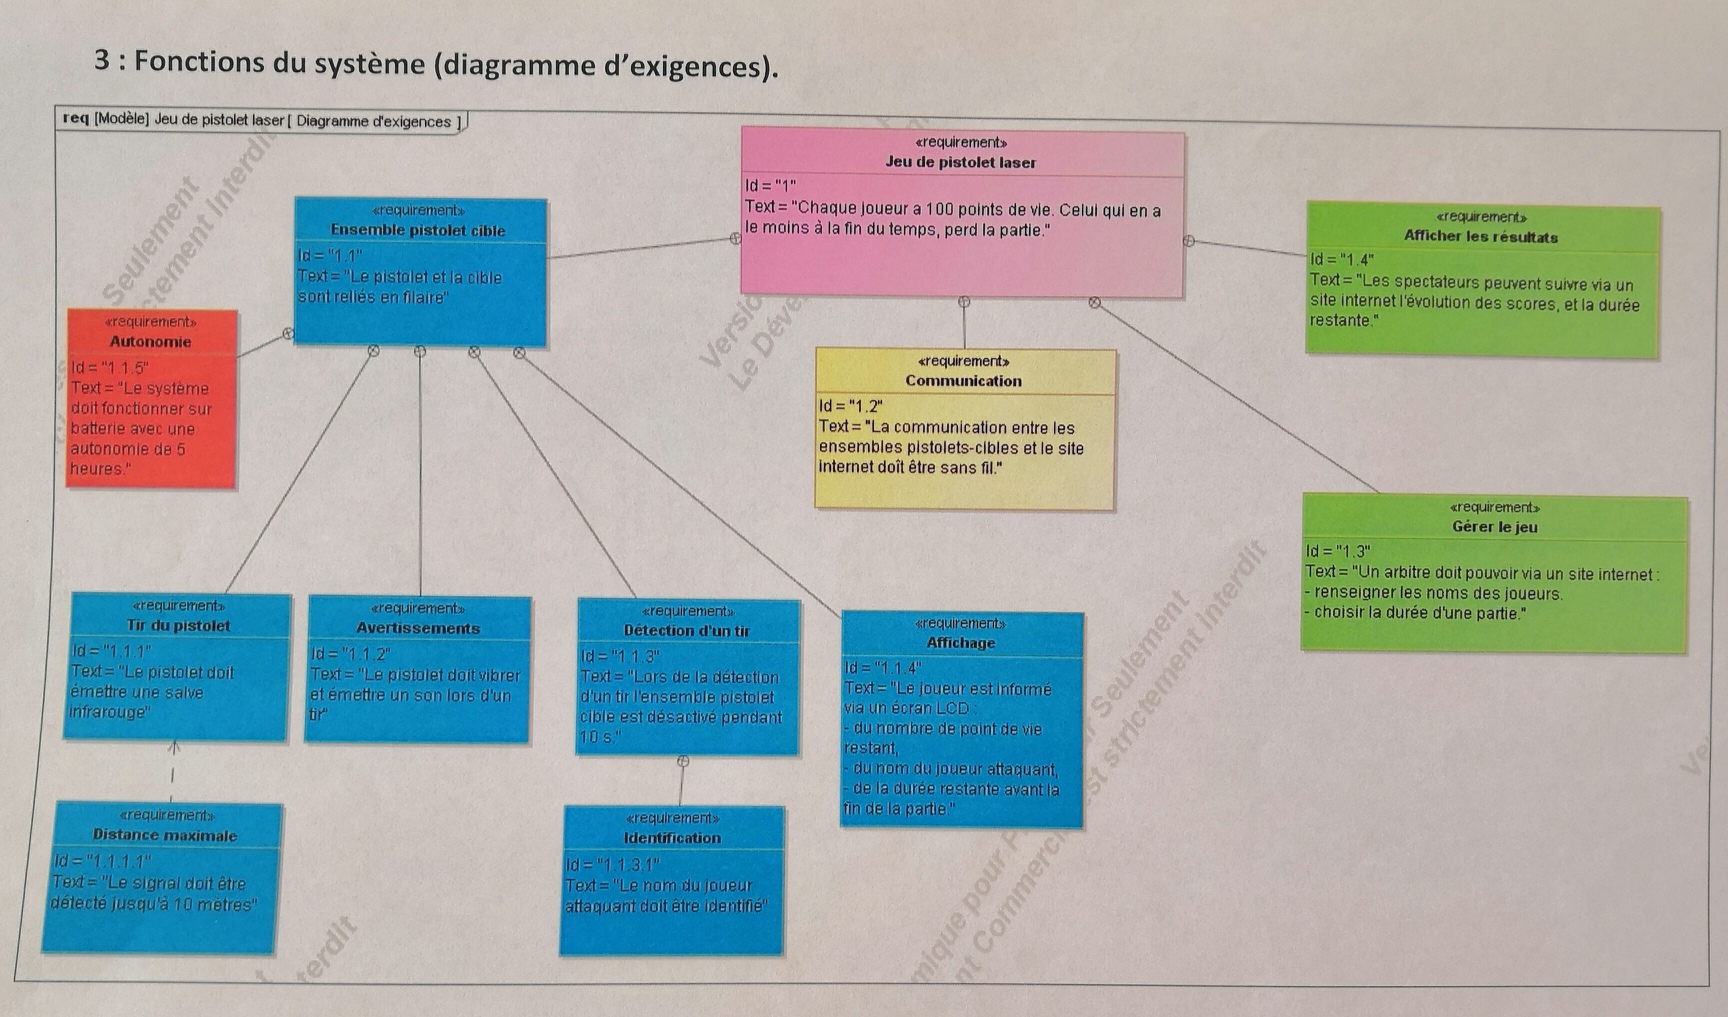 3 : Fonctions du système (diagramme d'exigences).
req [Modèle] Jeu de pistolet laser [ Diagramme d'exigences ]
«requirement»
Jeu de pistolet laser
Id = "1"
Text = "Chaque joueur a 100 points de vie. Celui qui en a
le moins à la fin du temps, perd la partie."
«requirement»
Ensemble pistolet cible
Id = "1.1"
Text = "Le pistolet et la cible
sont reliés en filaire"
«requirement»
Afficher les résultats
Id = "1.4"
Text = "Les spectateurs peuvent suivre via un
site internet l'évolution des scores, et la durée
restante."
«requirement»
Autonomie
Id = "1.1.5"
Text = "Le système
doit fonctionner sur
batterie avec une
autonomie de 5
heures."
«requirement»
Communication
Id = "1.2"
Text = "La communication entre les
ensembles pistolets-cibles et le site
internet doît être sans fil."
«requirement»
Gérer le jeu
Id = "1.3"
Text = "Un arbitre doit pouvoir via un site internet :
- renseigner les noms des joueurs.
- choisir la durée d'une partie."
«requirement»
Tir du pistolet
Id = "1.1.1"
Text = "Le pistolet doit
émettre une salve
infrarouge"
«requirement»
Avertissements
Id = "1.1.2"
Text = "Le pistolet doit vibrer
et émettre un son lors d'un
tir"
«requirement»
Détection d'un tir
Id = "1.1.3"
Text = "Lors de la détection
d'un tir l'ensemble pistolet
cible est désactivé pendant
10 s."
«requirement»
Affichage
Id = "1.1.4"
Text = "Le joueur est informé
via un écran LCD :
- du nombre de point de vie
restant,
- du nom du joueur attaquant,
- de la durée restante avant la
fin de la partie."
«requirement»
Distance maximale
Id = "1.1.1.1"
Text = "Le signal doit être
détecté jusqu'à 10 mètres"
«requirement»
Identification
Id = "1.1.3.1"
Text = "Le nom du joueur
attaquant doit être identifié"
Seulement
Interdit
Le
Seulement
st strictement interdit